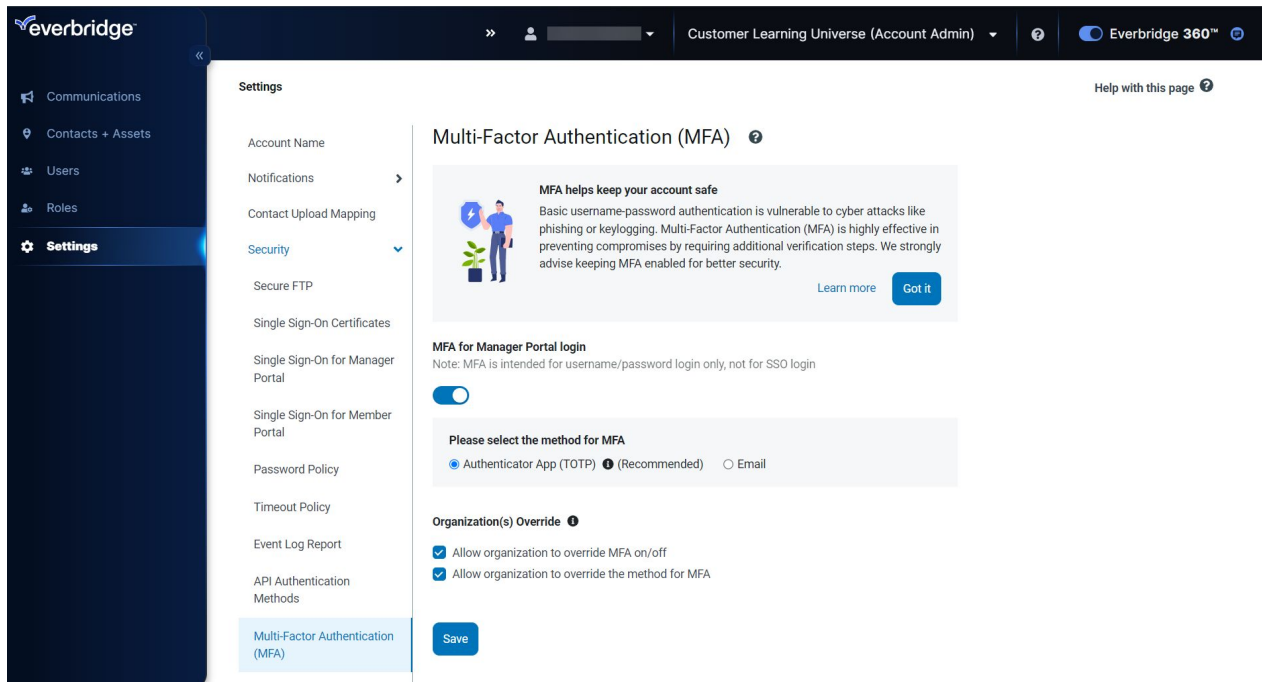 everbridge™
«
»
Customer Learning Universe (Account Admin)
Everbridge 360™
Communications
Contacts + Assets
Users
Roles
Settings
Settings
Help with this page
Account Name
Notifications
Contact Upload Mapping
Security
Secure FTP
Single Sign-On Certificates
Single Sign-On for Manager
Portal
Single Sign-On for Member
Portal
Password Policy
Timeout Policy
Event Log Report
API Authentication
Methods
Multi-Factor Authentication
(MFA)
Multi-Factor Authentication (MFA)
MFA helps keep your account safe
Basic username-password authentication is vulnerable to cyber attacks like
phishing or keylogging. Multi-Factor Authentication (MFA) is highly effective in
preventing compromises by requiring additional verification steps. We strongly
advise keeping MFA enabled for better security.
Learn more
Got it
MFA for Manager Portal login
Note: MFA is intended for username/password login only, not for SSO login
Please select the method for MFA
Authenticator App (TOTP) (Recommended) Email
Organization(s) Override
Allow organization to override MFA on/off
Allow organization to override the method for MFA
Save